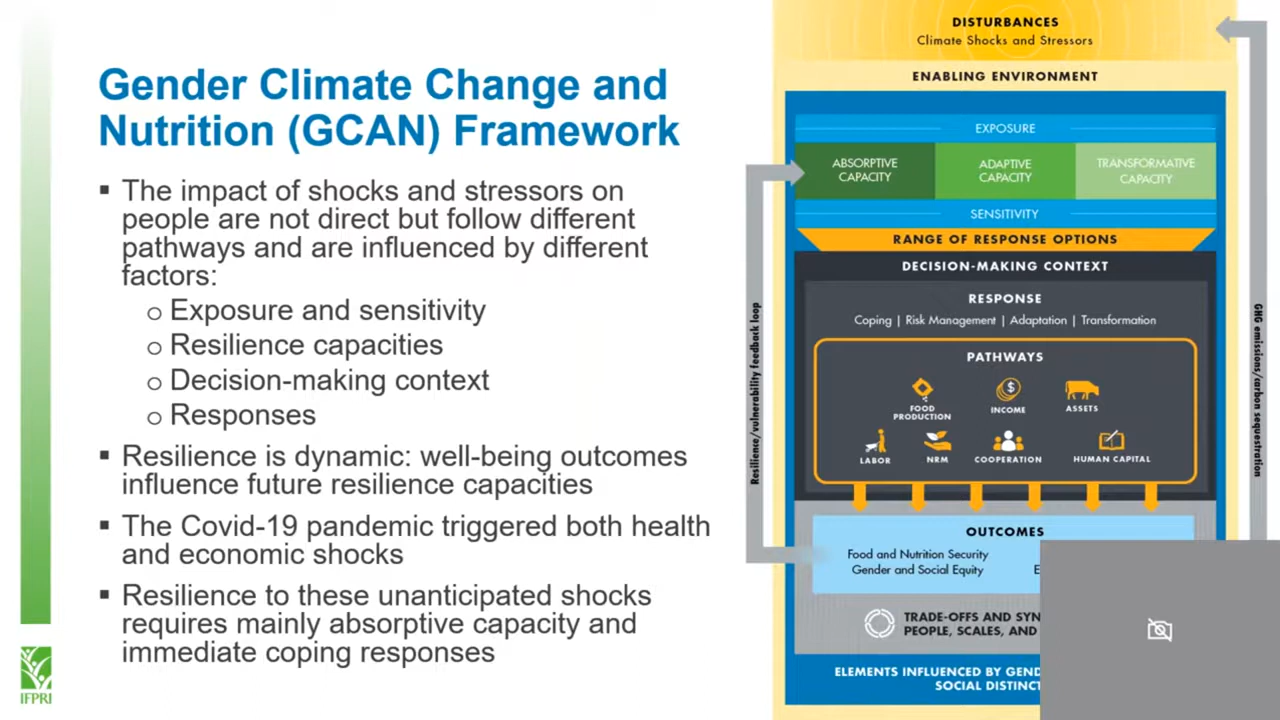 Gender Climate Change and
Nutrition (GCAN) Framework
▪ The impact of shocks and stressors on
people are not direct but follow different
pathways and are influenced by different
factors:
o Exposure and sensitivity
o Resilience capacities
o Decision-making context
o Responses
▪ Resilience is dynamic: well-being outcomes
influence future resilience capacities
▪ The Covid-19 pandemic triggered both health
and economic shocks
▪ Resilience to these unanticipated shocks
requires mainly absorptive capacity and
immediate coping responses
IFPRI
DISTURBANCES
Climate Shocks and Stressors
ENABLING ENVIRONMENT
EXPOSURE
ABSORPTIVE
CAPACITY
ADAPTIVE
CAPACITY
TRANSFORMATIVE
CAPACITY
SENSITIVITY
RANGE OF RESPONSE OPTIONS
DECISION-MAKING CONTEXT
RESPONSE
Coping | Risk Management | Adaptation | Transformation
PATHWAYS
FOOD
PRODUCTION
INCOME
ASSETS
LABOR
NRM
COOPERATION
HUMAN CAPITAL
OUTCOMES
Food and Nutrition Security
Gender and Social Equity
TRADE-OFFS AND
PEOPLE, SCALES, AND
ELEMENTS INFLUENCED BY
SOCIAL
Resilience/vulnerability feedback loop
GHG emissions/carbon sequestration